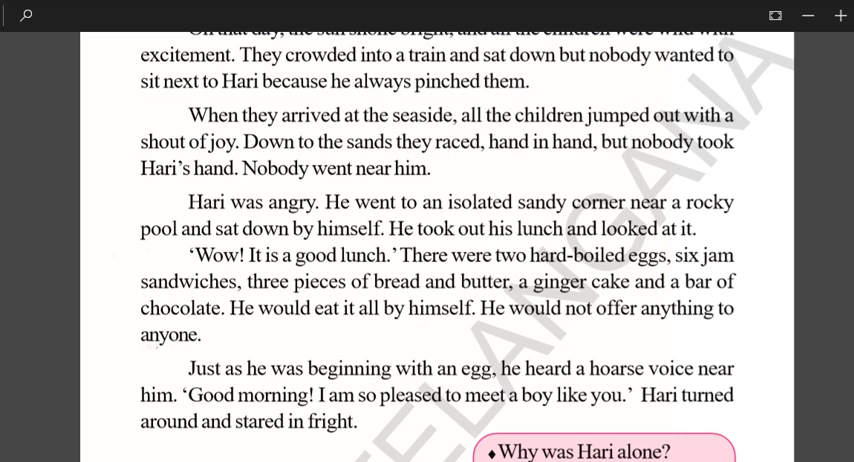 excitement. They crowded into a train and sat down but nobody wanted to
sit next to Hari because he always pinched them.
When they arrived at the seaside, all the children jumped out with a
shout of joy. Down to the sands they raced, hand in hand, but nobody took
Hari's hand. Nobody went near him.
Hari was angry. He went to an isolated sandy corner near a rocky
pool and sat down by himself. He took out his lunch and looked at it.
‘Wow! It is a good lunch.’ There were two hard-boiled eggs, six jam
sandwiches, three pieces of bread and butter, a ginger cake and a bar of
chocolate. He would eat it all by himself. He would not offer anything to
anyone.
Just as he was beginning with an egg, he heard a hoarse voice near
him. ‘Good morning! I am so pleased to meet a boy like you.’ Hari turned
around and stared in fright.
♦Why was Hari alone?
TELANGANA